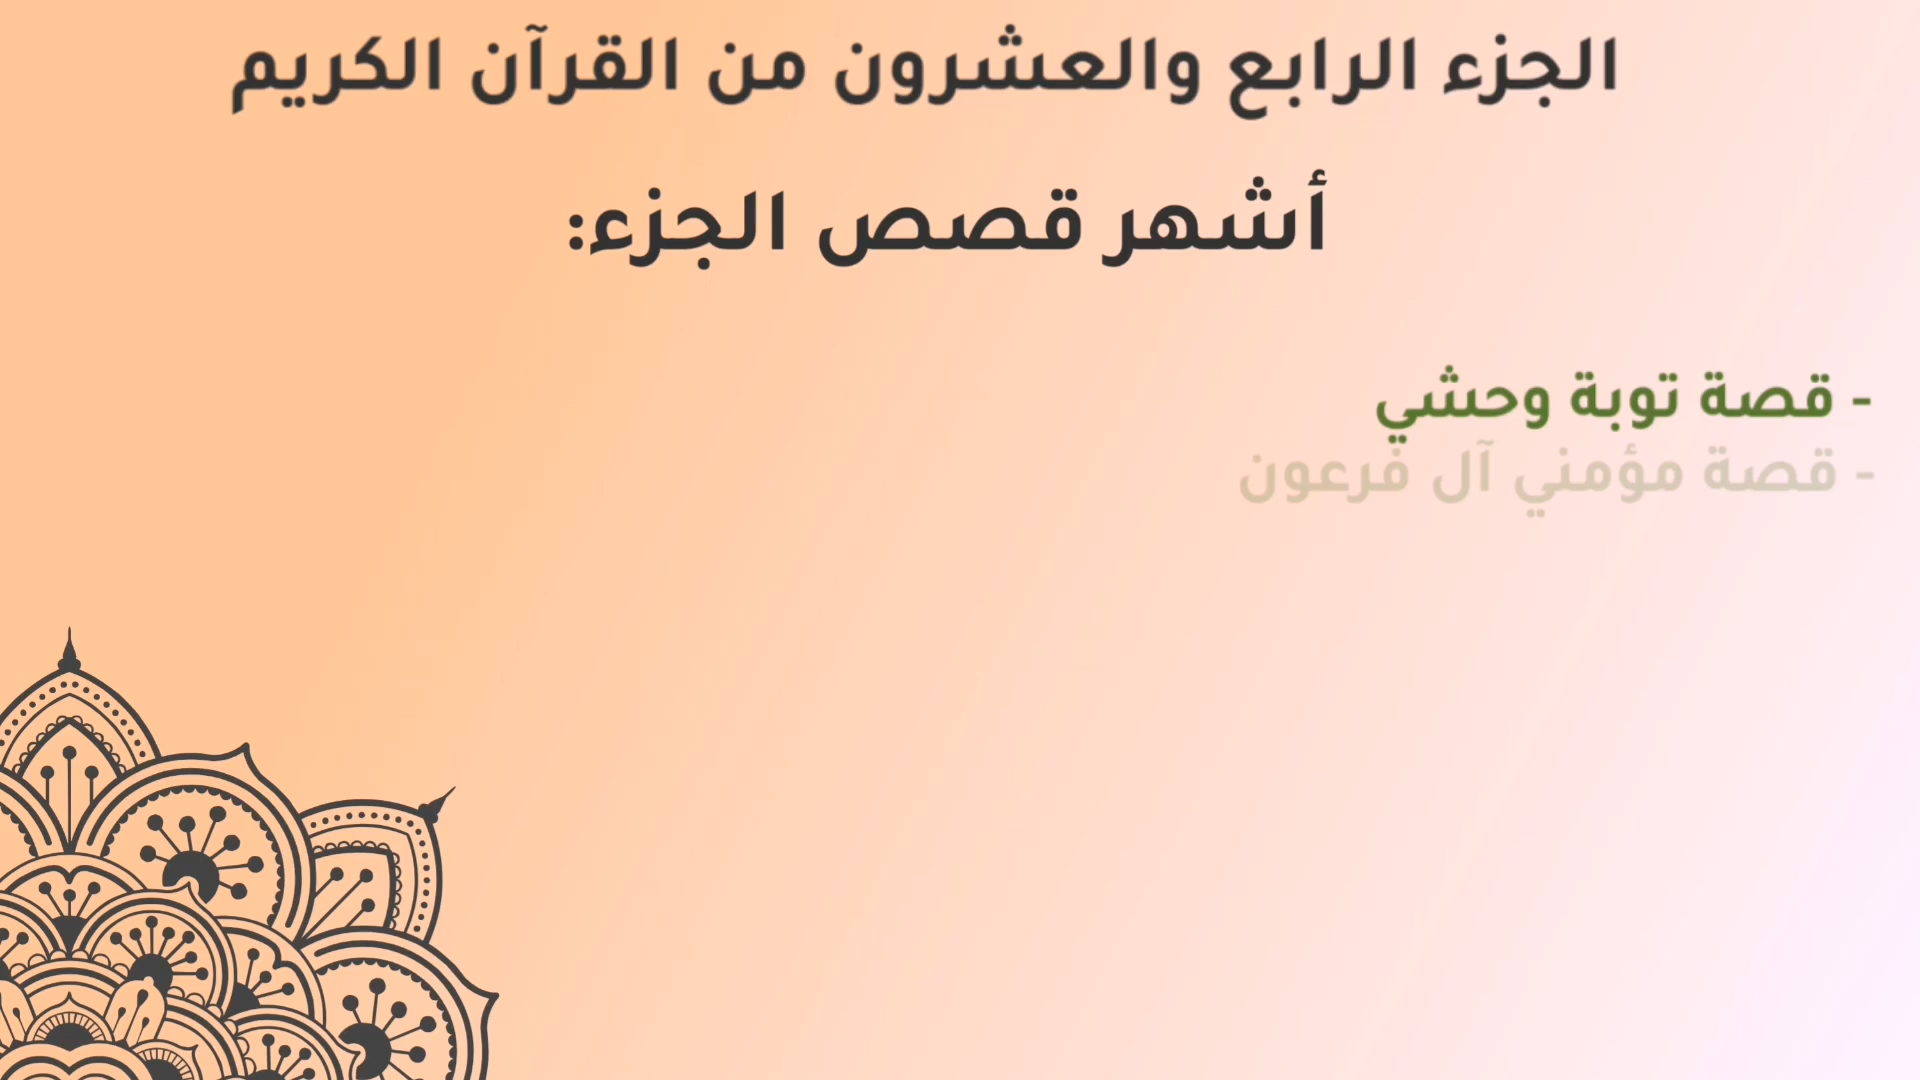 الجزء الرابع والعشرون من القرآن الكريم
أشهر قصص الجزء:
- قصة توبة وحشي
- قصة مؤمني آل فرعون